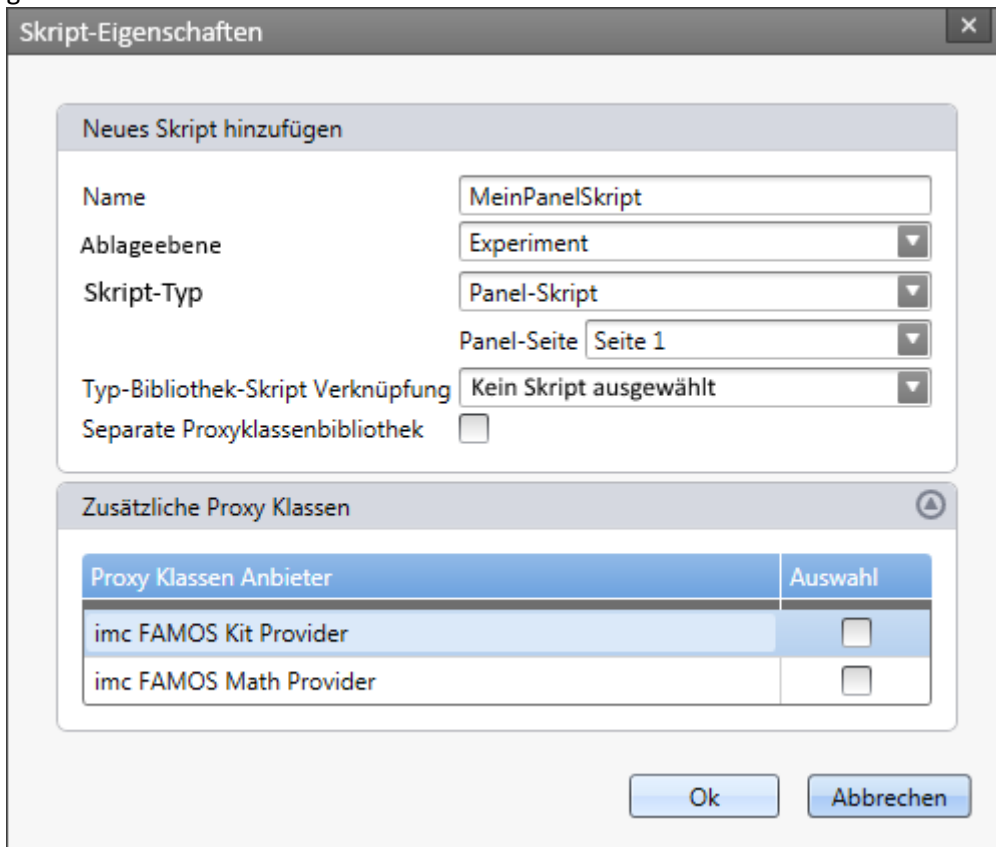 Skript-Eigenschaften
Neues Skript hinzufügen
Name MeinPanelSkript
Ablageebene Experiment
Skript-Typ Panel-Skript
Panel-Seite Seite 1
Typ-Bibliothek-Skript Verknüpfung Kein Skript ausgewählt
Separate Proxyklassenbibliothek
Zusätzliche Proxy Klassen
Proxy Klassen Anbieter Auswahl
imc FAMOS Kit Provider
imc FAMOS Math Provider
Ok Abbrechen